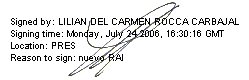 Signed by: LILIAN DEL CARMEN ROCCA CARBAJAL
Signing time: Monday, July 24 2006, 16:30:16 GMT
Location: PRES
Reason to sign: nuevo RAI